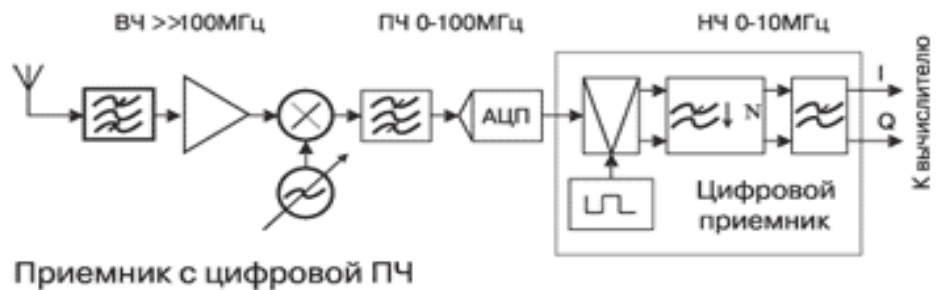 ВЧ >>100МГц
ПЧ 0-100МГц
НЧ 0-10МГц
АЦП
N
I
Q
К вычислителю
Цифровой
приемник
Приемник с цифровой ПЧ